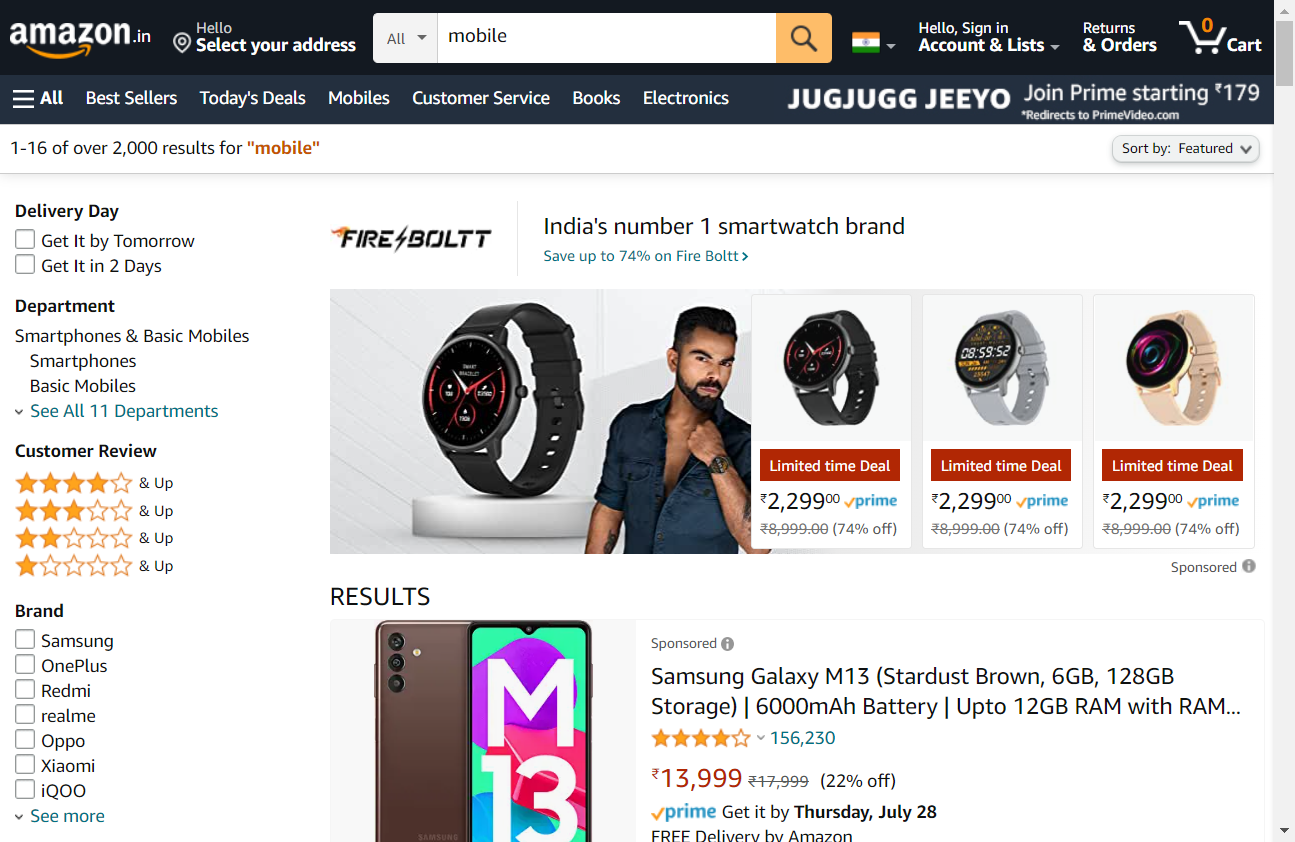 amazon.in
Hello
Select your address
All
mobile
Hello, Sign in
Account & Lists
Returns
& Orders
0
Cart
All
Best Sellers
Today's Deals
Mobiles
Customer Service
Books
Electronics
JUGJUGG JEEYO
Join Prime starting ₹179
*Redirects to PrimeVideo.com
1-16 of over 2,000 results for "mobile"
Sort by: Featured
Delivery Day
Get It by Tomorrow
Get It in 2 Days
Department
Smartphones & Basic Mobiles
Smartphones
Basic Mobiles
See All 11 Departments
Customer Review
& Up
& Up
& Up
& Up
Brand
Samsung
OnePlus
Redmi
realme
Oppo
Xiaomi
iQOO
See more
FIRE BOLTT
India's number 1 smartwatch brand
Save up to 74% on Fire Boltt
SMART
BRACELET
08:59:52
Limited time Deal
₹2,29900 prime
₹8,999.00 (74% off)
Limited time Deal
₹2,29900 prime
₹8,999.00 (74% off)
Limited time Deal
₹2,29900 prime
₹8,999.00 (74% off)
Sponsored
RESULTS
M
13
SAMSUNG
Sponsored
Samsung Galaxy M13 (Stardust Brown, 6GB, 128GB
Storage) | 6000mAh Battery | Upto 12GB RAM with RAM...
156,230
₹13,999 ₹17,999 (22% off)
prime Get it by Thursday, July 28
FREE Delivery by Amazon